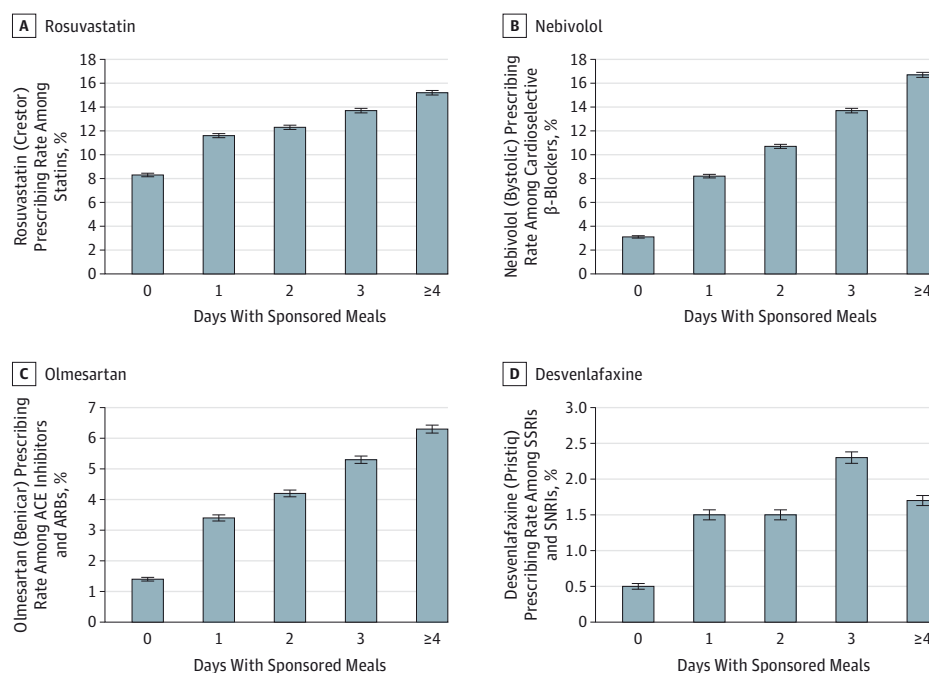 A Rosuvastatin
Rosuvastatin (Crestor)
Prescribing Rate Among
Statins, %
18
16
14
12
10
8
6
4
2
0
0 1 2 3 ≥4
Days With Sponsored Meals
B Nebivolol
Nebivolol (Bystolic) Prescribing
Rate Among Cardioselective
β-Blockers, %
18
16
14
12
10
8
6
4
2
0
0 1 2 3 ≥4
Days With Sponsored Meals
C Olmesartan
Olmesartan (Benicar) Prescribing
Rate Among ACE Inhibitors
and ARBs, %
7
6
5
4
3
2
1
0
0 1 2 3 ≥4
Days With Sponsored Meals
D Desvenlafaxine
Desvenlafaxine (Pristiq)
Prescribing Rate Among SSRIs
and SNRIs, %
3.0
2.5
2.0
1.5
1.0
0.5
0
0 1 2 3 ≥4
Days With Sponsored Meals